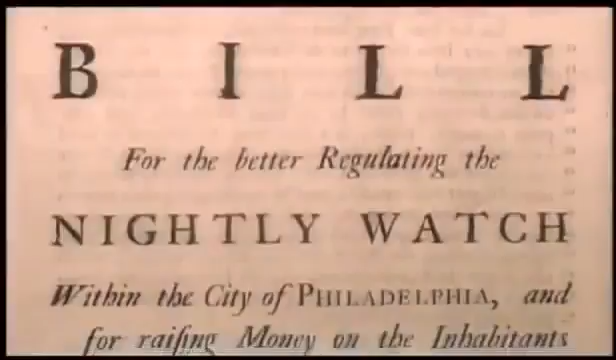 B I L L
For the better Regulating the
NIGHTLY WATCH
Within the City of PHILADELPHIA, and
for raiſing Money on the Inhabitants